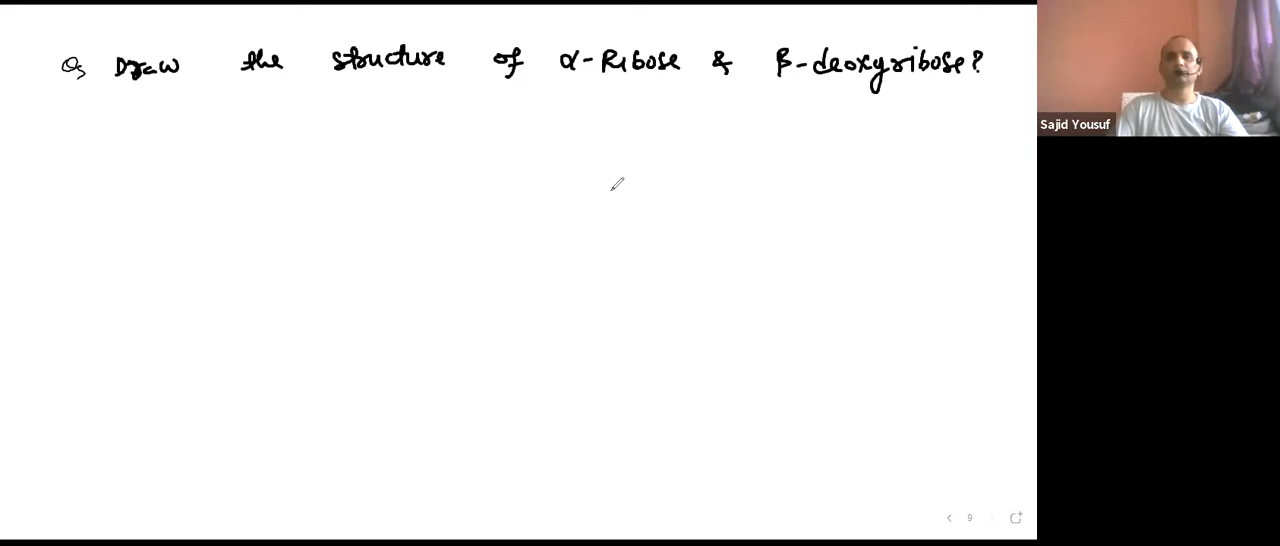 Q, Draw the structure of α-Ribose & β-deoxyribose?
Sajid Yousuf
9